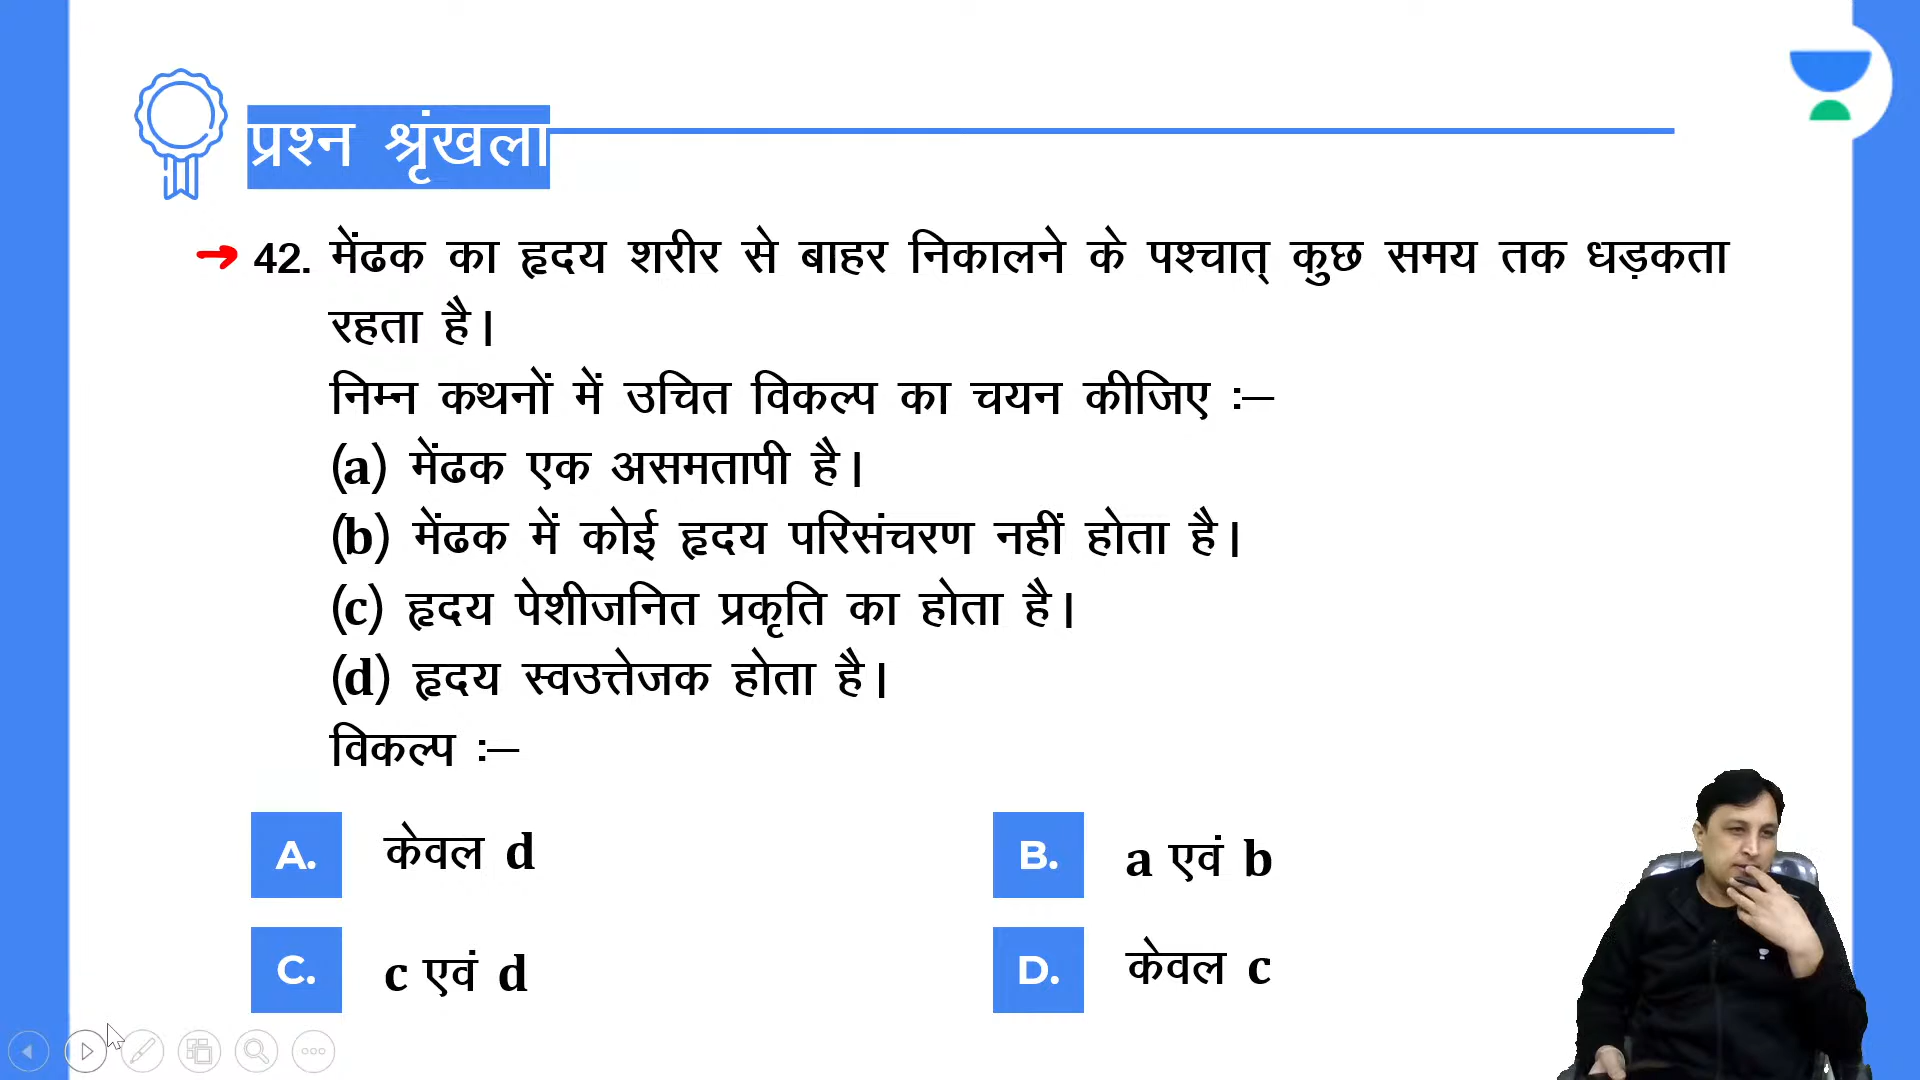 प्रश्न श्रृंखला
42. मेंढक का हृदय शरीर से बाहर निकालने के पश्चात् कुछ समय तक धड़कता
रहता है।
निम्न कथनों में उचित विकल्प का चयन कीजिए :–
(a) मेंढक एक असमतापी है।
(b) मेंढक में कोई हृदय परिसंचरण नहीं होता है।
(c) हृदय पेशीजनित प्रकृति का होता है।
(d) हृदय स्वउत्तेजक होता है।
विकल्प :–
A. केवल d
B. a एवं b
C. c एवं d
D. केवल c